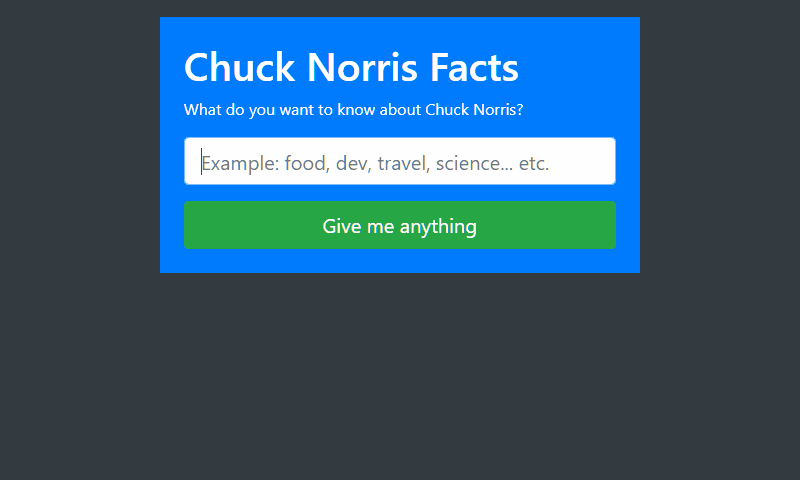 Chuck Norris Facts
What do you want to know about Chuck Norris?
Example: food, dev, travel, science... etc.
Give me anything